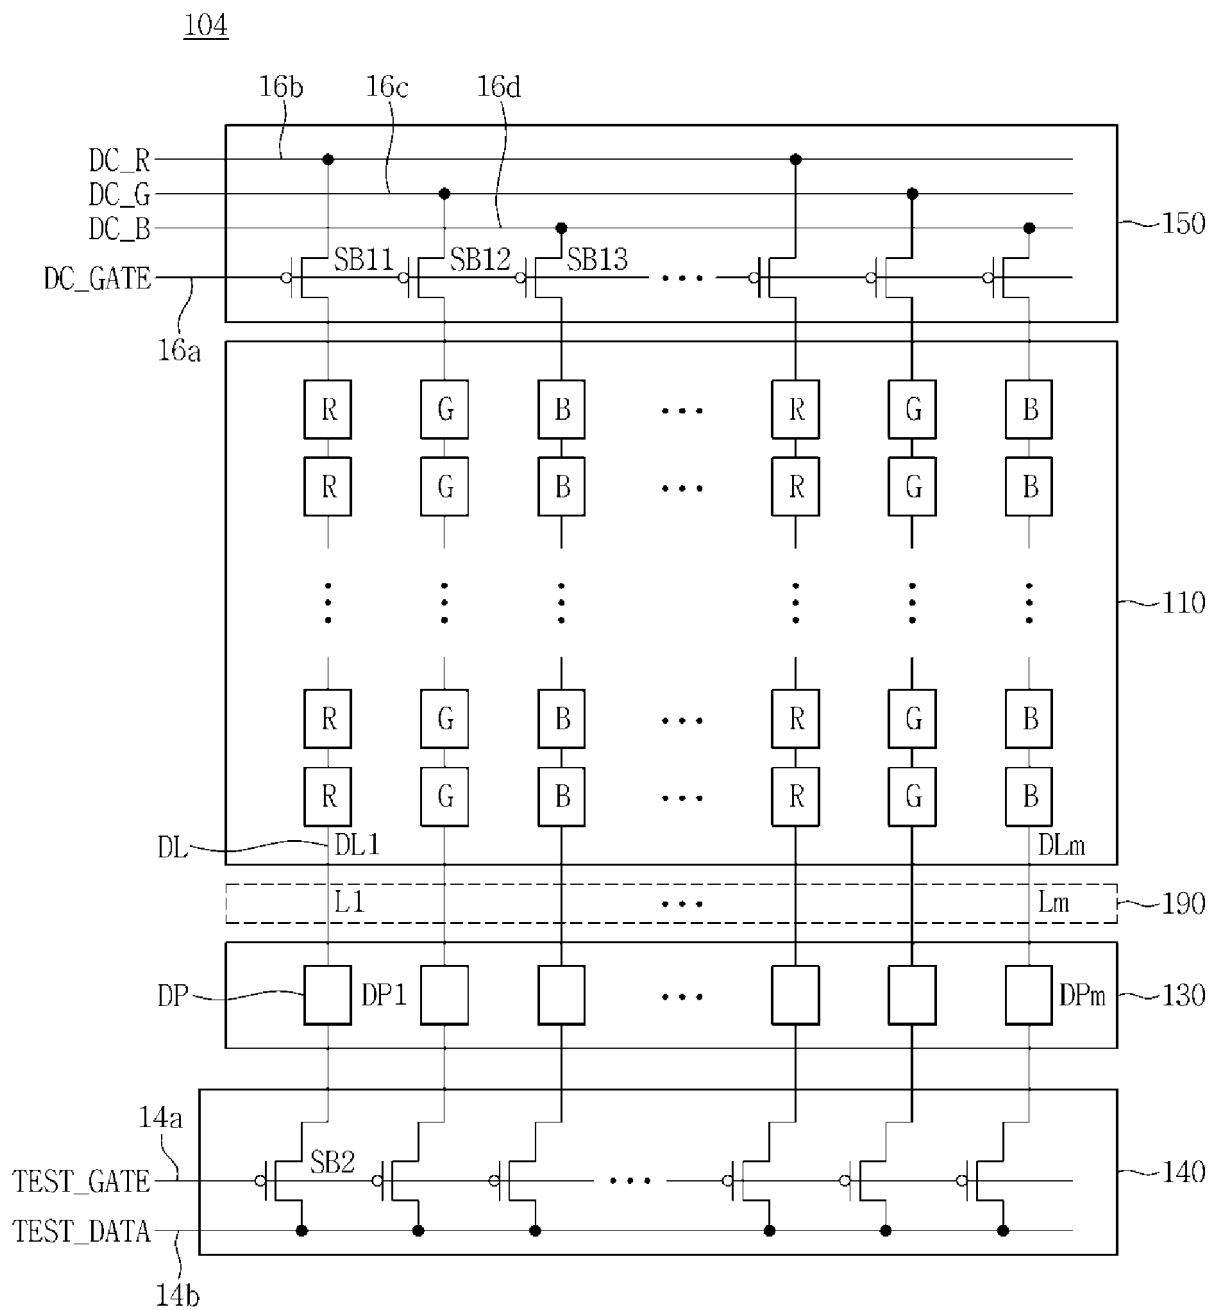 104
16b 16c 16d
DC_R
DC_G
DC_B
150
SB11 SB12 SB13
DC_GATE
16a
R G B R G B
R G B R G B
110
R G B R G B
R G B R G B
DL DL1 DLm
L1 Lm 190
DP DP1 DPm 130
14a
SB2
TEST_GATE 140
TEST_DATA
14b